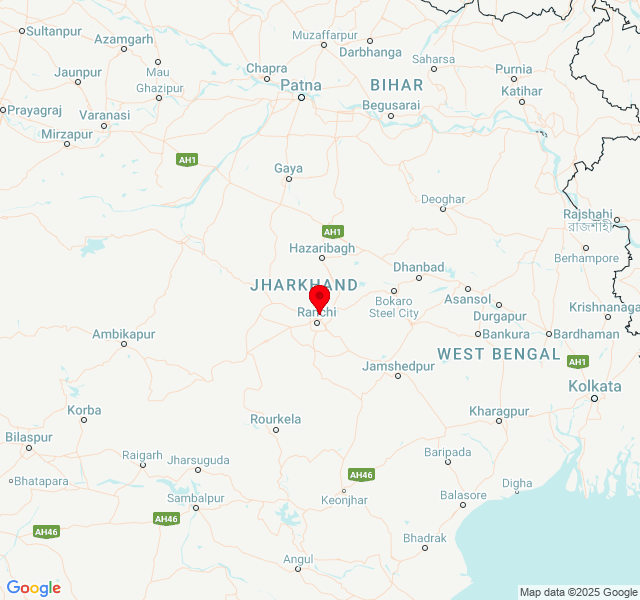 Sultanpur
Azamgarh
Muzaffarpur
Darbhanga
Saharsa
Mau
Chapra
Purnia
Jaunpur
Ghazipur
Patna
BIHAR
Katihar
Begusarai
Prayagraj
Varanasi
Mirzapur
AH1
Gaya
Deoghar
Rajshahi
রাজশাহী
AH1
Hazaribagh
Berhampore
Dhanbad
JHARKHAND
Asansol
Bokaro
Steel City
Durgapur
Krishnanaga
Ranchi
Ambikapur
Bankura
Bardhaman
WEST BENGAL
AH1
Jamshedpur
Kolkata
Korba
Kharagpur
Rourkela
Bilaspur
Raigarh
Jharsuguda
Baripada
AH46
Bhatapara
Digha
Sambalpur
Keonjhar
Balasore
AH46
AH46
Bhadrak
Angul
Google
Map data ©2025 Google